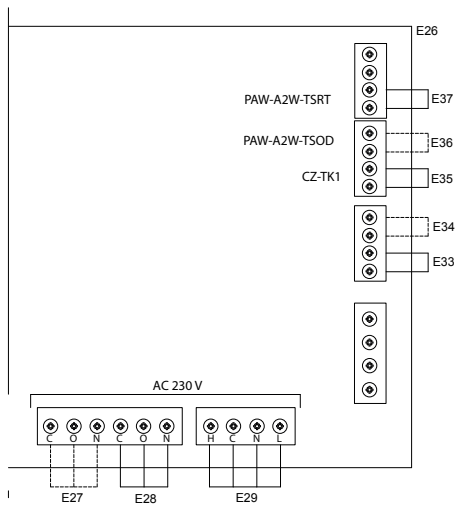 E26
PAW-A2W-TSRT
E37
PAW-A2W-TSOD
E36
CZ-TK1
E35
E34
E33
AC 230 V
C O N C O N H C N L
E27 E28 E29